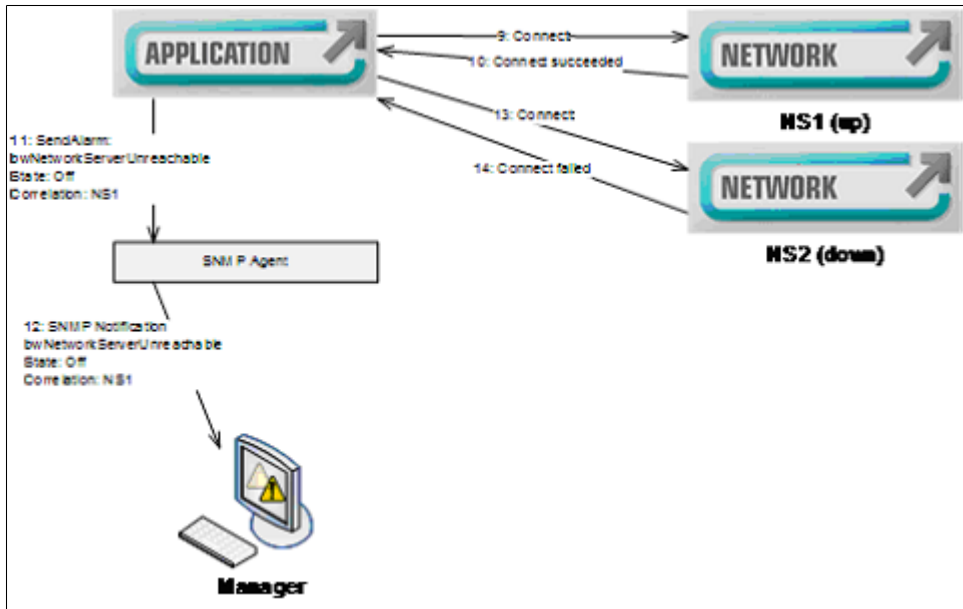 APPLICATION
9: Connect
10: Connect succeeded
NETWORK
NS1 (up)
13: Connect
14: Connect failed
NETWORK
NS2 (down)
11: SendAlarm:
bwNetworkServerUnreachable
State: Off
Correlation: NS1
SNMP Agent
12: SNMP Notification
bwNetworkServerUnreachable
State: Off
Correlation: NS1
Manager